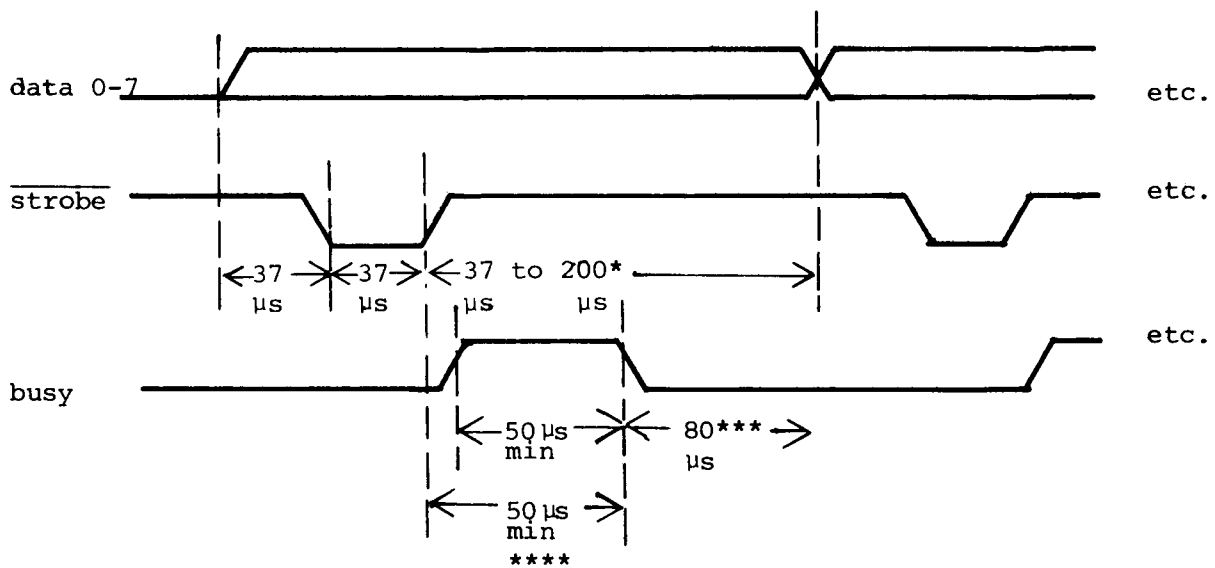 data 0-7
etc.
strobe
etc.
37 µs
37 µs
37 to 200* µs
etc.
busy
50 µs min
80*** µs
50 µs min
****